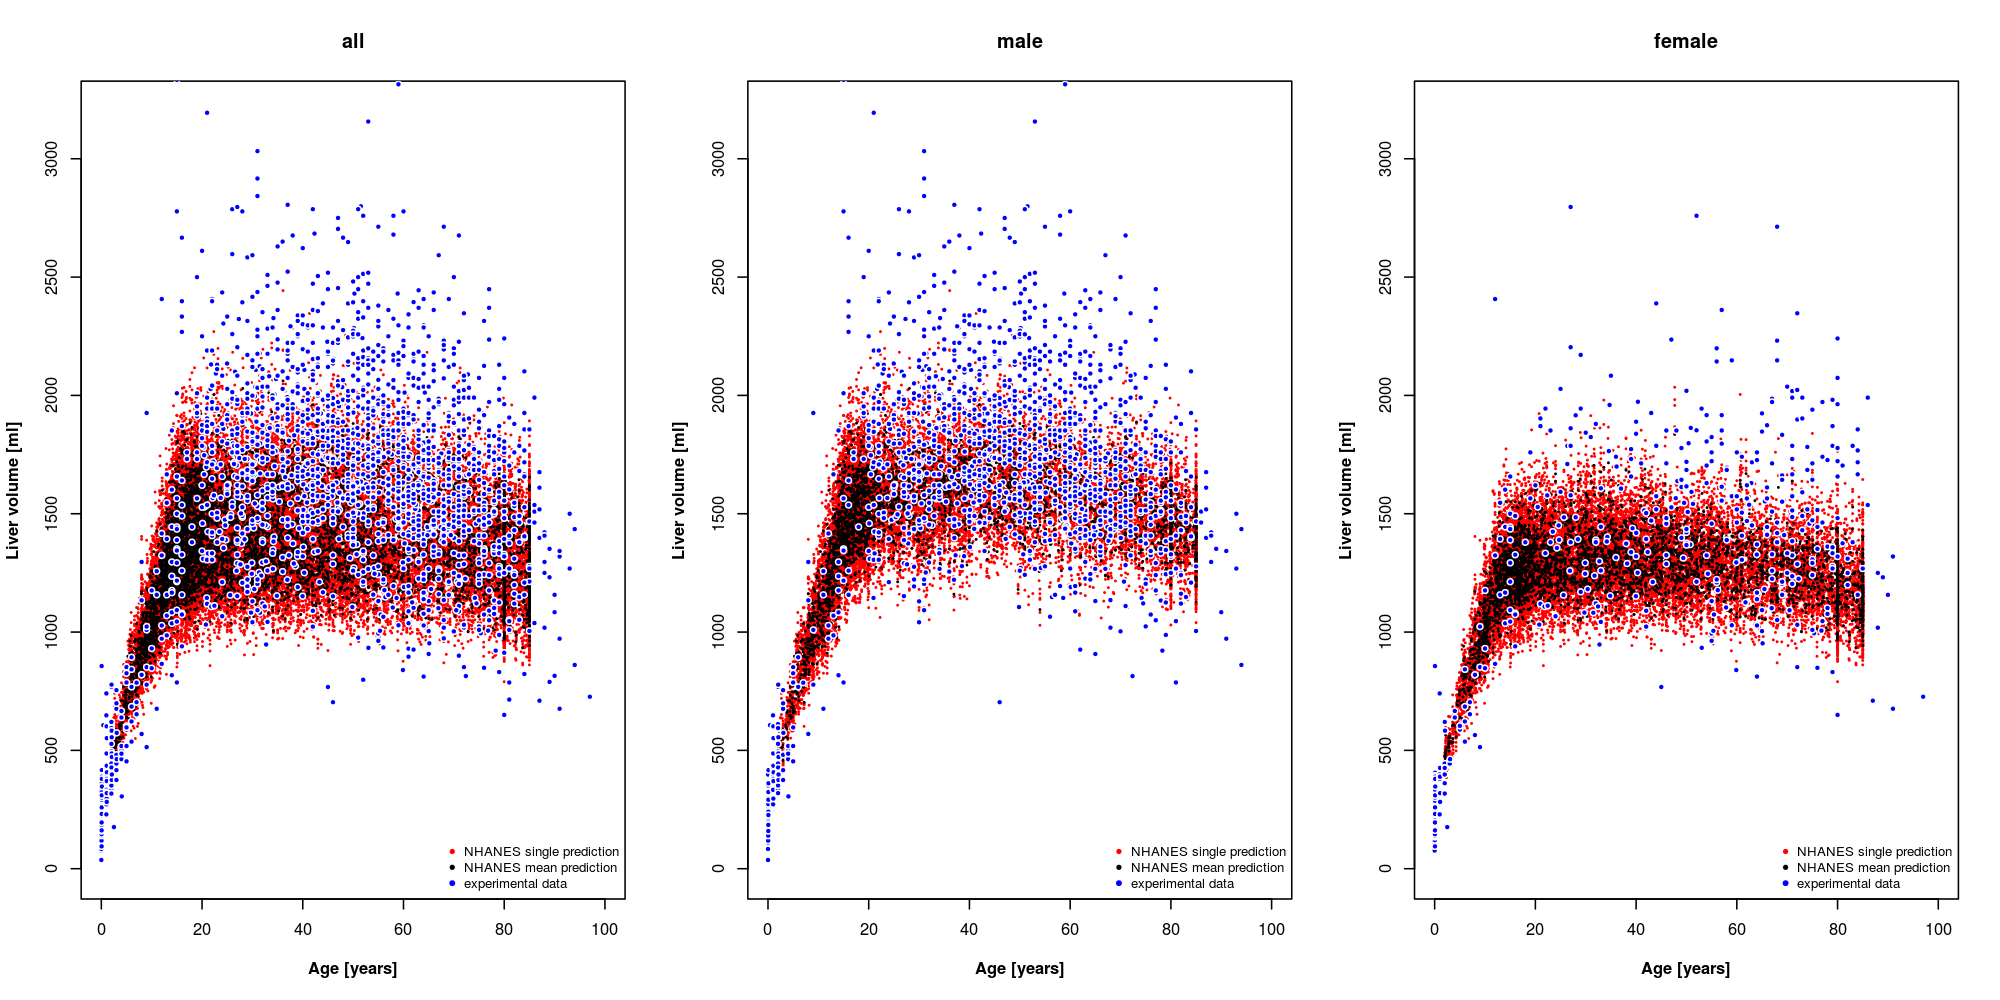 all
male
female
Liver volume [ml]
3000
2500
2000
1500
1000
500
0
NHANES single prediction
NHANES mean prediction
experimental data
0 20 40 60 80 100
Age [years]
Liver volume [ml]
3000
2500
2000
1500
1000
500
0
NHANES single prediction
NHANES mean prediction
experimental data
0 20 40 60 80 100
Age [years]
Liver volume [ml]
3000
2500
2000
1500
1000
500
0
NHANES single prediction
NHANES mean prediction
experimental data
0 20 40 60 80 100
Age [years]